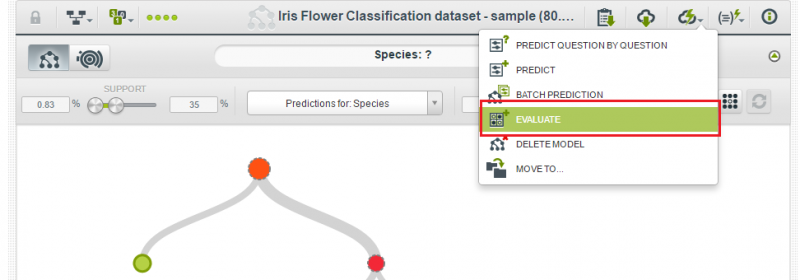 Iris Flower Classification dataset - sample (80....
Species: ?
PREDICT QUESTION BY QUESTION
PREDICT
BATCH PREDICTION
EVALUATE
DELETE MODEL
MOVE TO...
SUPPORT
0.83 % 35 %
Predictions for: Species